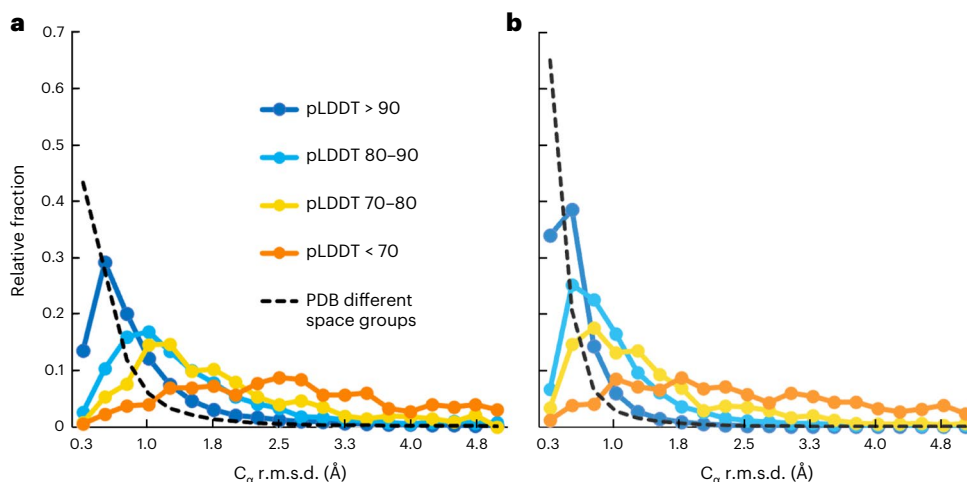 a
b
0.7
0.6
0.5
0.4
0.3
0.2
0.1
0
Relative fraction
pLDDT > 90
pLDDT 80–90
pLDDT 70–80
pLDDT < 70
PDB different
space groups
0.3 1.0 1.8 2.5 3.3 4.0 4.8
Cα r.m.s.d. (Å)
0
0.3 1.0 1.8 2.5 3.3 4.0 4.8
Cα r.m.s.d. (Å)